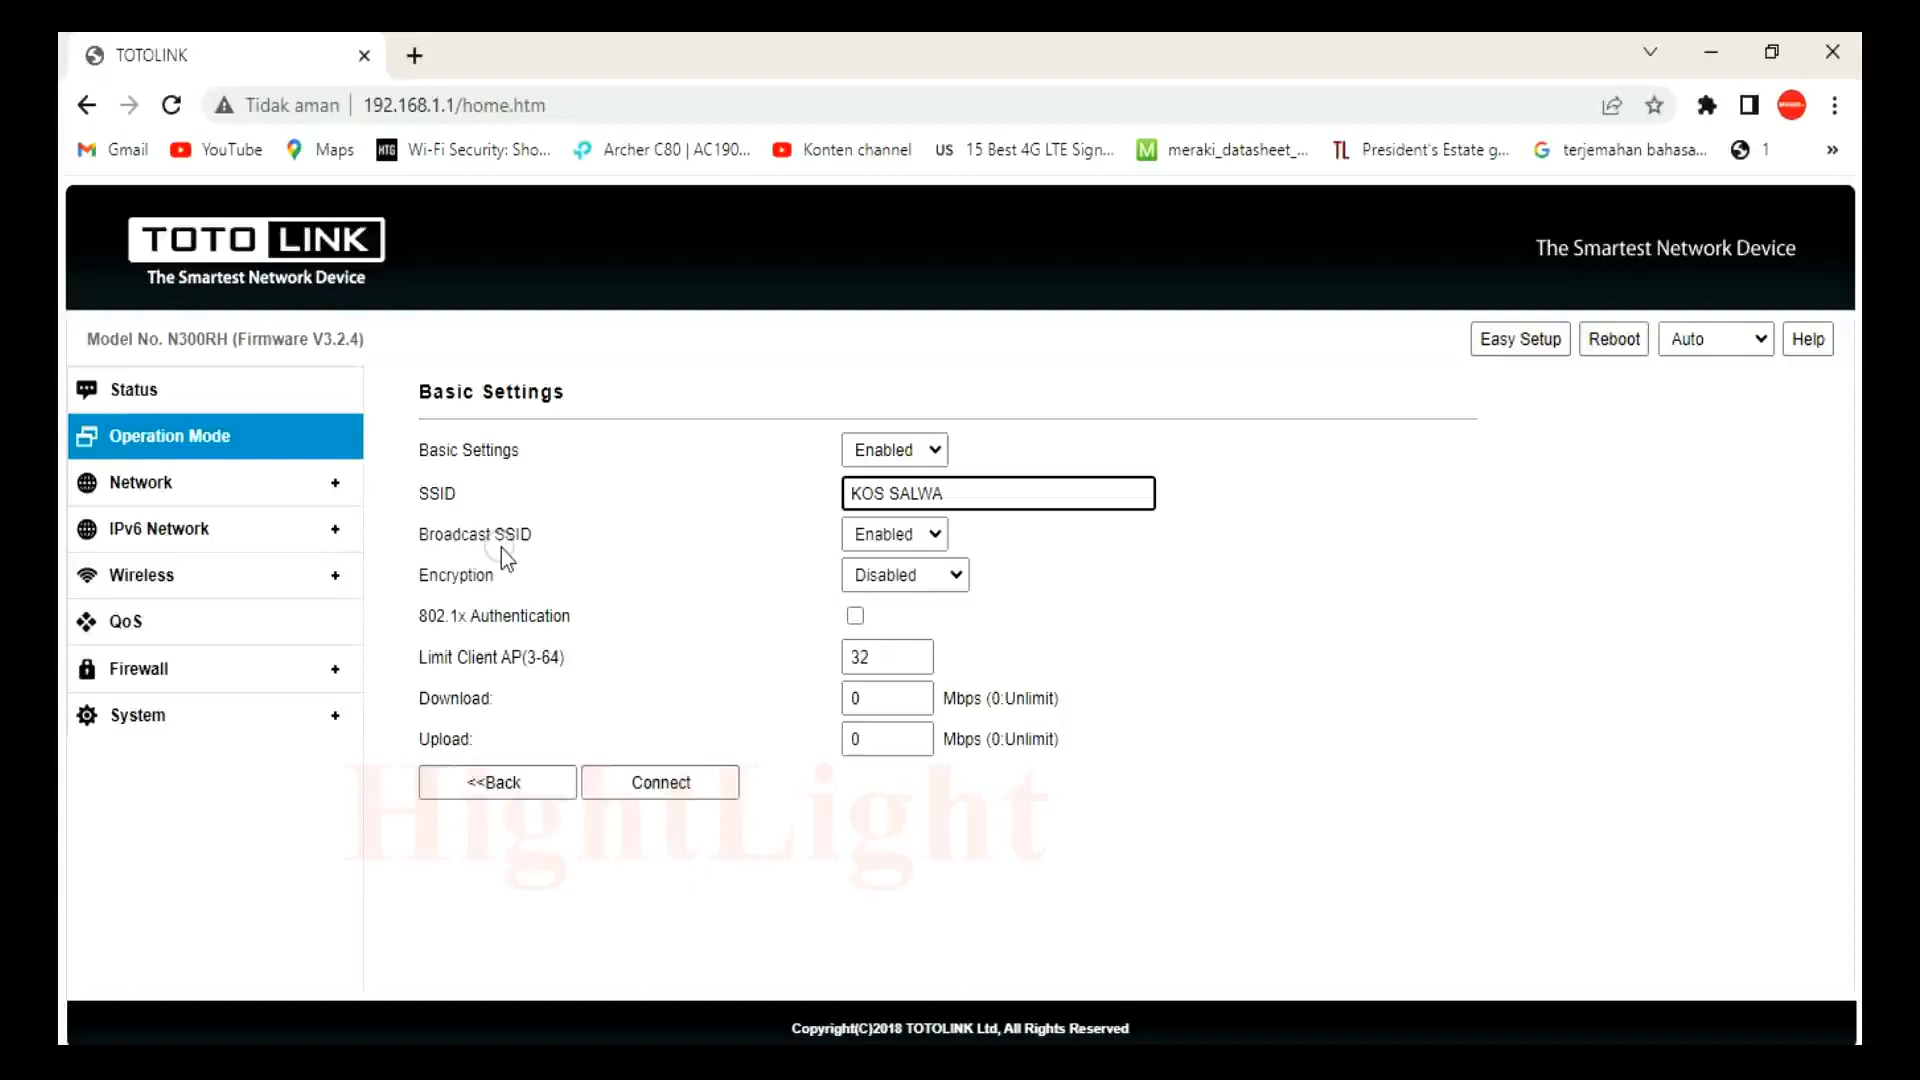 TOTOLINK
Tidak aman 192.168.1.1/home.htm
Gmail YouTube Maps HTG Wi-Fi Security: Sho... Archer C80 | AC190... Konten channel US 15 Best 4G LTE Sign... M meraki_datasheet_... TL President's Estate g... G terjemahan bahasa... 1 »
TOTO LINK
The Smartest Network Device
The Smartest Network Device
Model No. N300RH (Firmware V3.2.4)
Easy Setup Reboot Auto Help
Status
Operation Mode
Network +
IPv6 Network +
Wireless +
QoS
Firewall +
System +
Basic Settings
Basic Settings Enabled
SSID KOS SALWA
Broadcast SSID Enabled
Encryption Disabled
802.1x Authentication
Limit Client AP(3-64) 32
Download: 0 Mbps (0:Unlimit)
Upload: 0 Mbps (0:Unlimit)
<<Back Connect
HightLight
Copyright(C)2018 TOTOLINK Ltd, All Rights Reserved